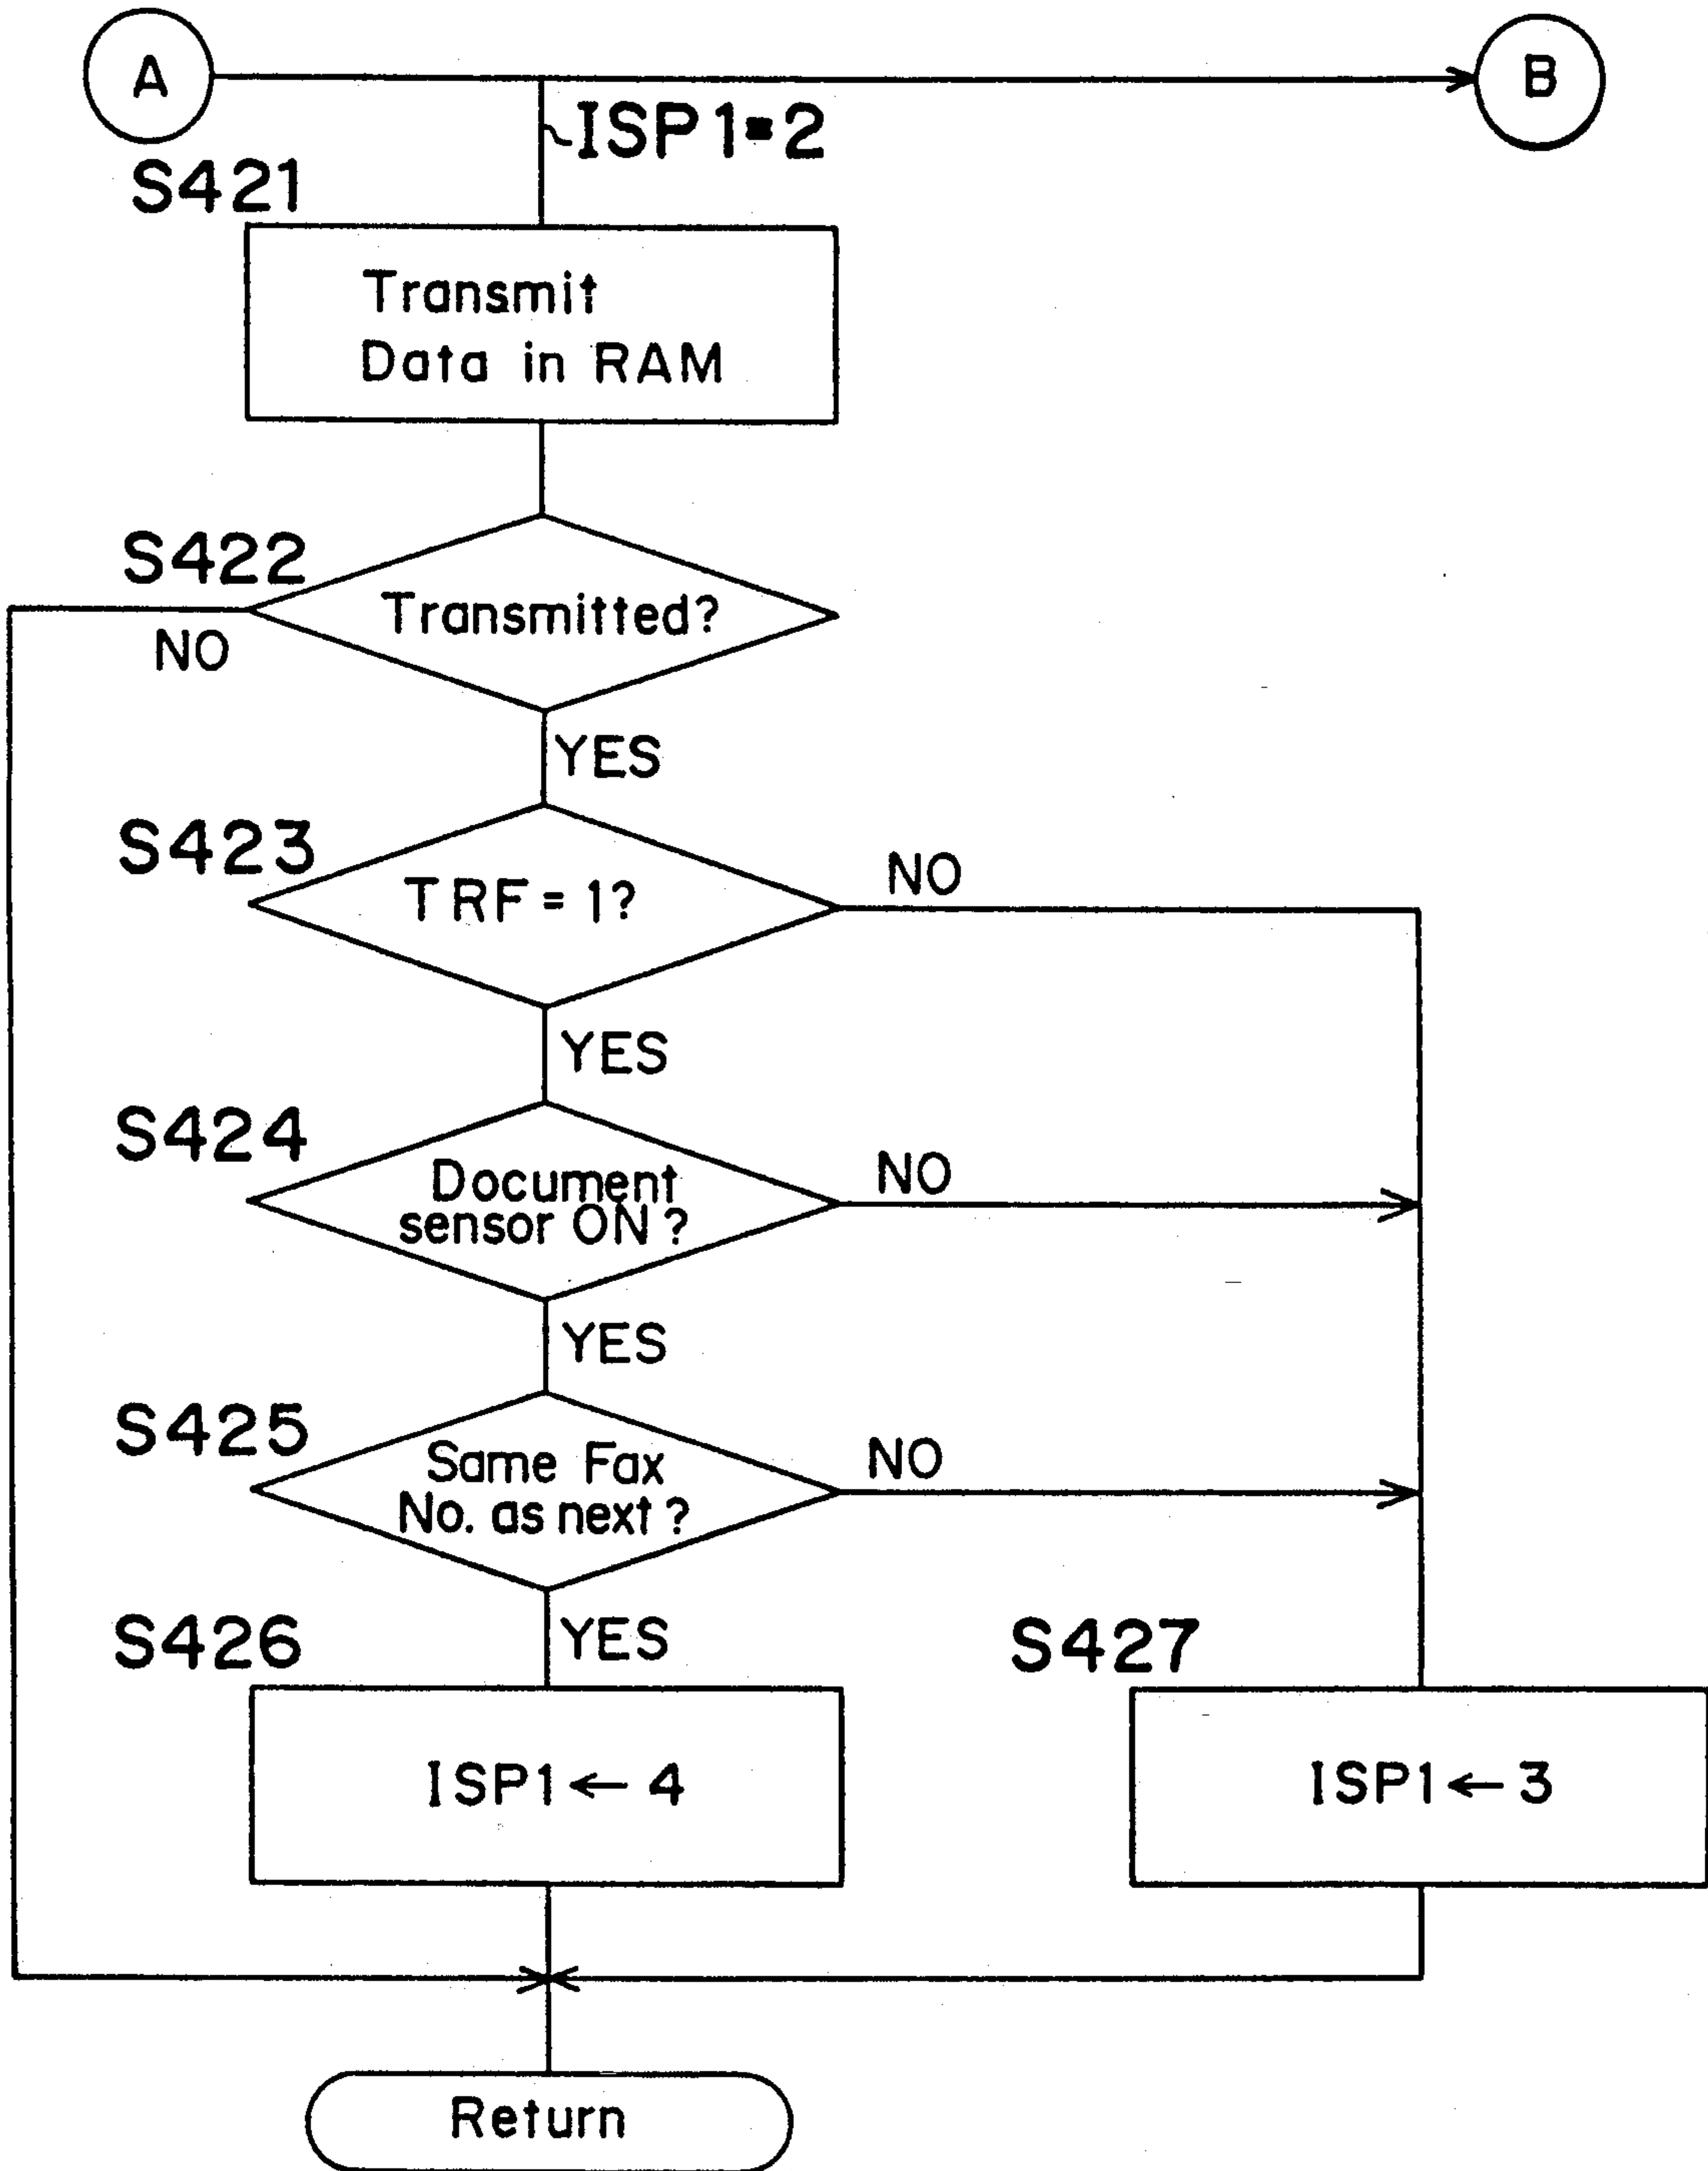 A
B
ISP1=2
S421
Transmit
Data in RAM
S422
Transmitted?
NO
YES
S423
TRF = 1?
NO
YES
S424
Document
sensor ON ?
NO
YES
S425
Same Fax
No. as next ?
NO
YES
S426
S427
ISP1 ← 4
ISP1 ← 3
Return